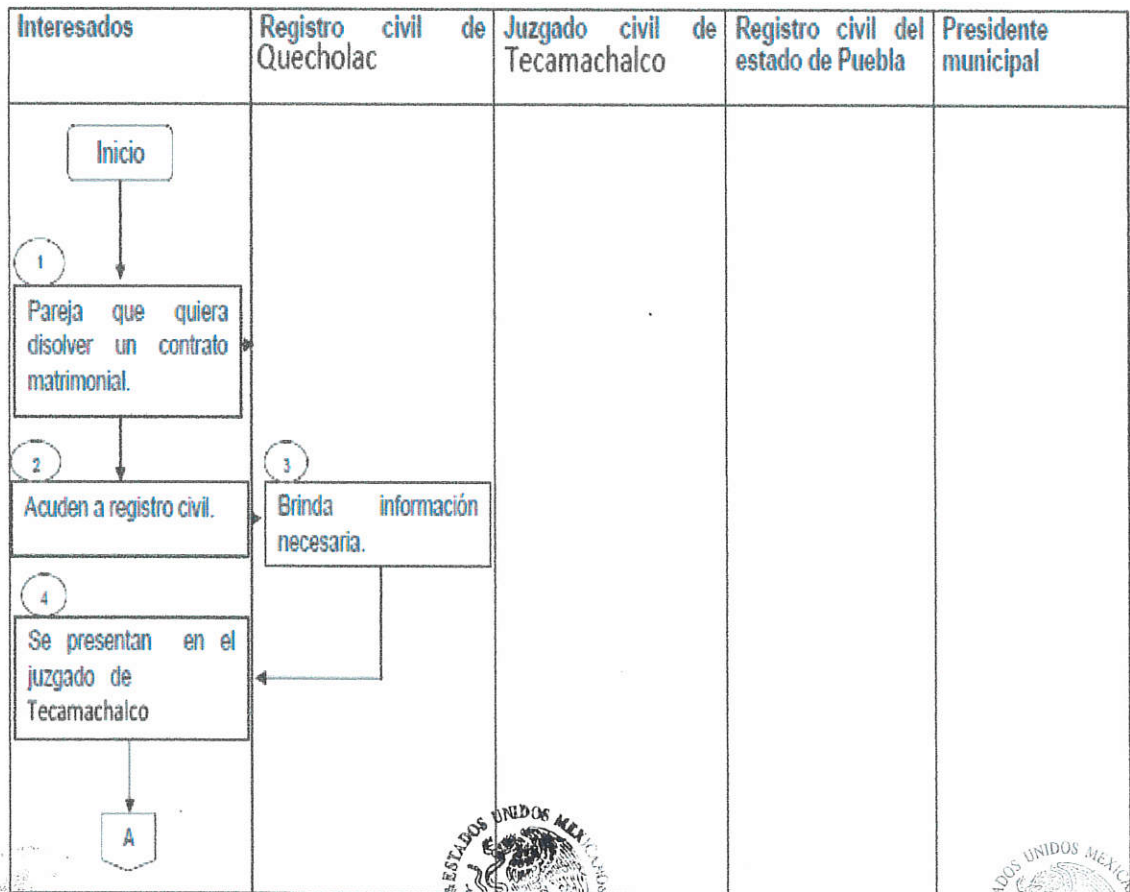 Interesados
Registro civil de
Quecholac
Juzgado civil de
Tecamachalco
Registro civil del
estado de Puebla
Presidente
municipal
Inicio
1
Pareja que quiera
disolver un contrato
matrimonial.
2
Acuden a registro civil.
3
Brinda información
necesaria.
4
Se presentan en el
juzgado de
Tecamachalco
A
ESTADOS UNIDOS MEXICANOS
UNIDOS